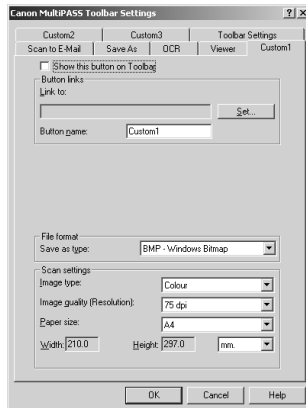 Canon MultiPASS Toolbar Settings
Custom2 Custom3 Toolbar Settings
Scan to E-Mail Save As OCR Viewer Custom1
Show this button on Toolbar
Button links
Link to:
Set...
Button name: Custom1
File format
Save as type: BMP - Windows Bitmap
Scan settings
Image type: Colour
Image quality (Resolution): 75 dpi
Paper size: A4
Width: 210.0 Height: 297.0 mm.
OK Cancel Help